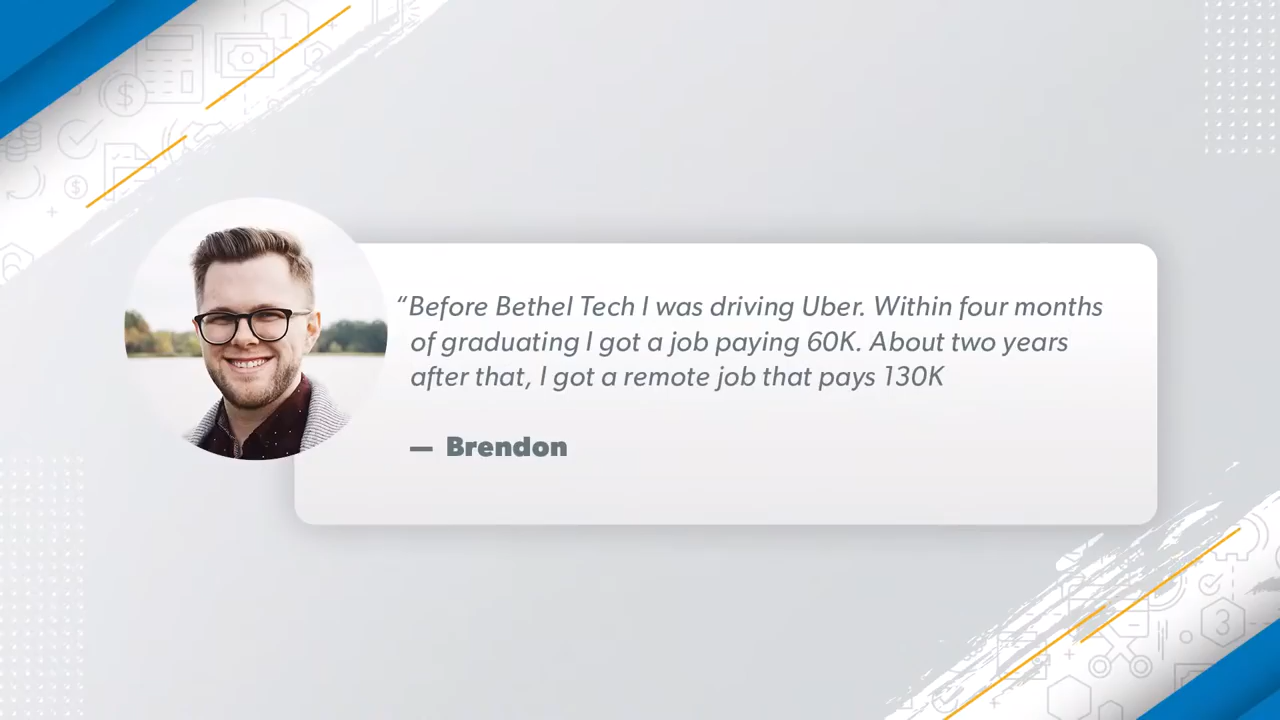 “Before Bethel Tech I was driving Uber. Within four months
of graduating I got a job paying 60K. About two years
after that, I got a remote job that pays 130K
— Brendon